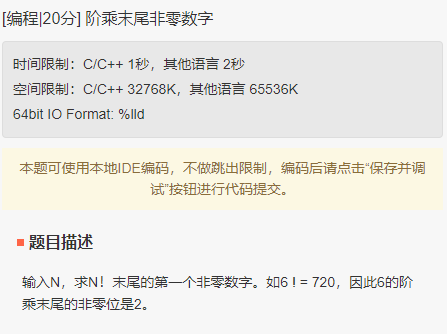 [编程|20分] 阶乘末尾非零数字
时间限制：C/C++ 1秒，其他语言 2秒
空间限制：C/C++ 32768K，其他语言 65536K
64bit IO Format: %lld
本题可使用本地IDE编码，不做跳出限制，编码后请点击“保存并调
试”按钮进行代码提交。
题目描述
输入N，求N！末尾的第一个非零数字。如6 ! = 720，因此6的阶
乘末尾的非零位是2。